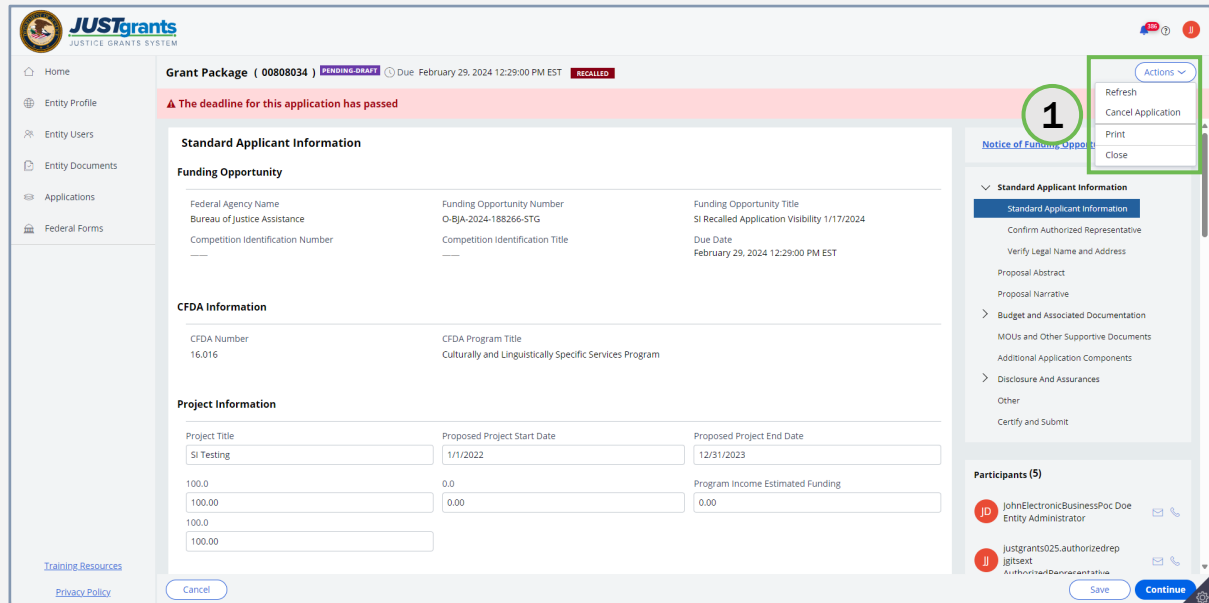 JUSTgrants
JUSTICE GRANTS SYSTEM
386
JJ
Home
Entity Profile
Entity Users
Entity Documents
Applications
Federal Forms
Training Resources
Privacy Policy
Grant Package ( 00808034 ) PENDING-DRAFT Due February 29, 2024 12:29:00 PM EST RECALLED
Actions
Refresh
Cancel Application
Print
Close
1
The deadline for this application has passed
Standard Applicant Information
Funding Opportunity
Federal Agency Name
Bureau of Justice Assistance
Funding Opportunity Number
O-BJA-2024-188266-STG
Funding Opportunity Title
SI Recalled Application Visibility 1/17/2024
Competition Identification Number
——
Competition Identification Title
——
Due Date
February 29, 2024 12:29:00 PM EST
CFDA Information
CFDA Number
16.016
CFDA Program Title
Culturally and Linguistically Specific Services Program
Project Information
Project Title
SI Testing
Proposed Project Start Date
1/1/2022
Proposed Project End Date
12/31/2023
100.0
100.00
0.0
0.00
Program Income Estimated Funding
0.00
100.0
100.00
Cancel
Save
Continue
Notice of Funding
Standard Applicant Information
Standard Applicant Information
Confirm Authorized Representative
Verify Legal Name and Address
Proposal Abstract
Proposal Narrative
Budget and Associated Documentation
MOUs and Other Supportive Documents
Additional Application Components
Disclosure And Assurances
Other
Certify and Submit
Participants (5)
JD
JohnElectronicBusinessPoc Doe
Entity Administrator
JJ
justgrants025.authorizedrep
jgitsext
AuthorizedRepresentative